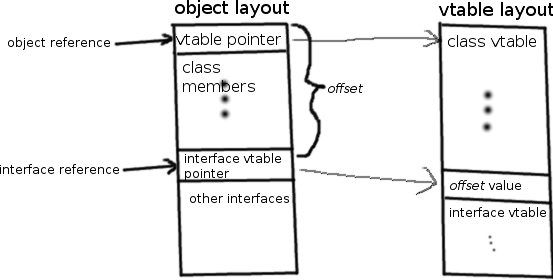 object layout
vtable layout
object reference
vtable pointer
class
members
offset
class vtable
interface reference
interface vtable
pointer
other interfaces
offset value
interface vtable